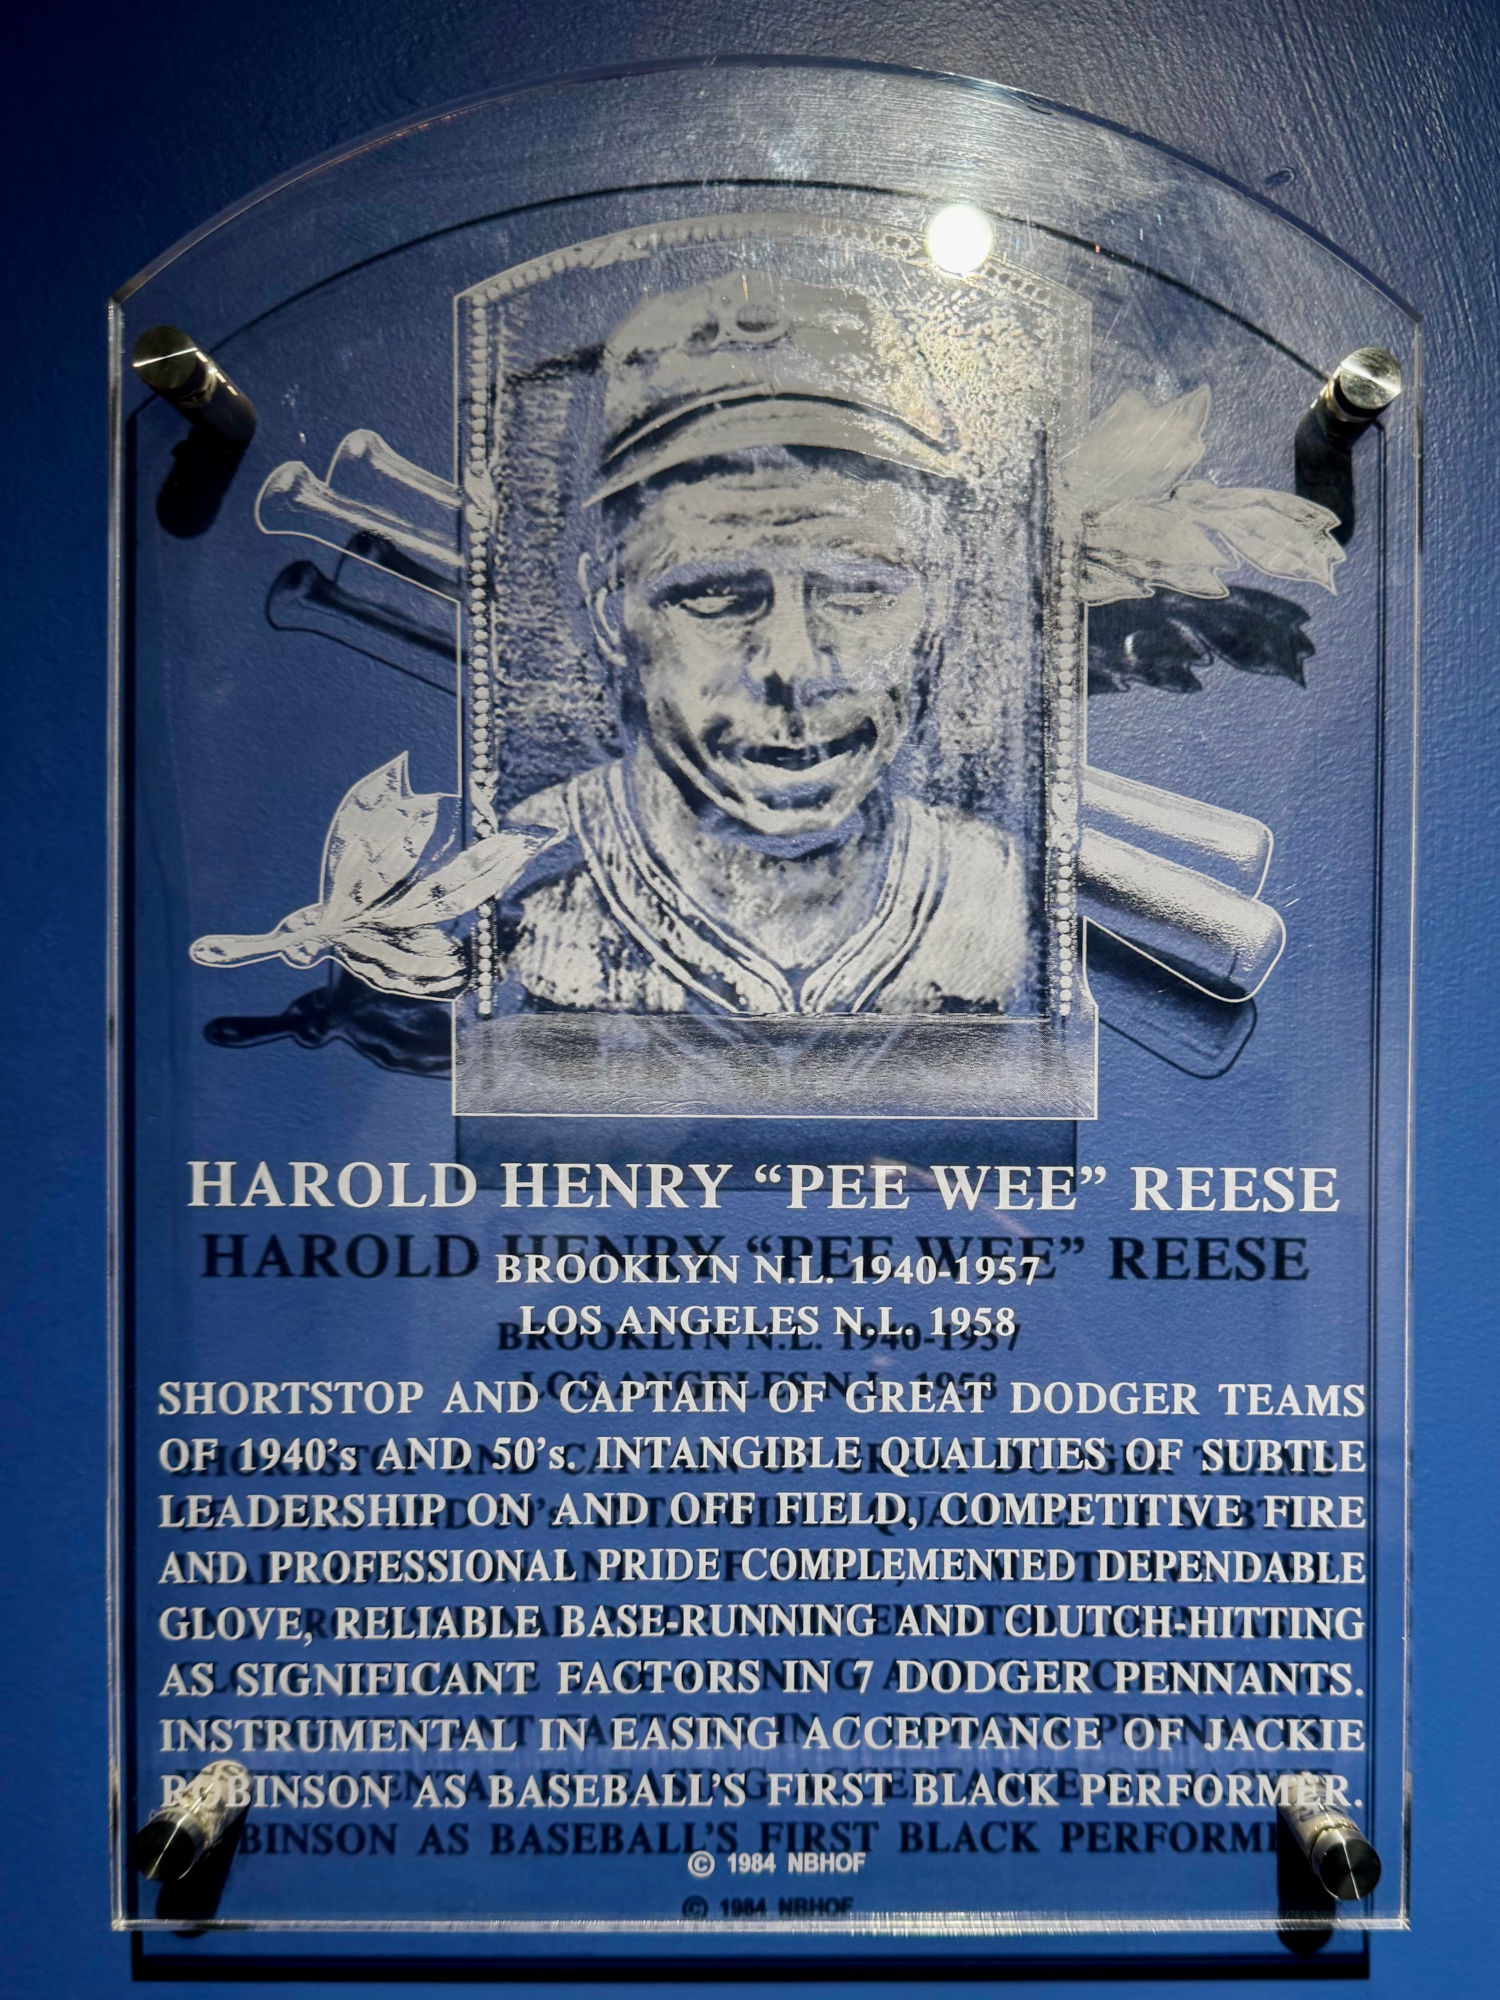 HAROLD HENRY “PEE WEE” REESE
BROOKLYN N.L. 1940-1957
LOS ANGELES N.L. 1958
SHORTSTOP AND CAPTAIN OF GREAT DODGER TEAMS
OF 1940’s AND 50’s. INTANGIBLE QUALITIES OF SUBTLE
LEADERSHIP ON AND OFF FIELD, COMPETITIVE FIRE
AND PROFESSIONAL PRIDE COMPLEMENTED DEPENDABLE
GLOVE, RELIABLE BASE-RUNNING AND CLUTCH-HITTING
AS SIGNIFICANT FACTORS IN 7 DODGER PENNANTS.
INSTRUMENTAL IN EASING ACCEPTANCE OF JACKIE
ROBINSON AS BASEBALL’S FIRST BLACK PERFORMER.
© 1984 NBHOF